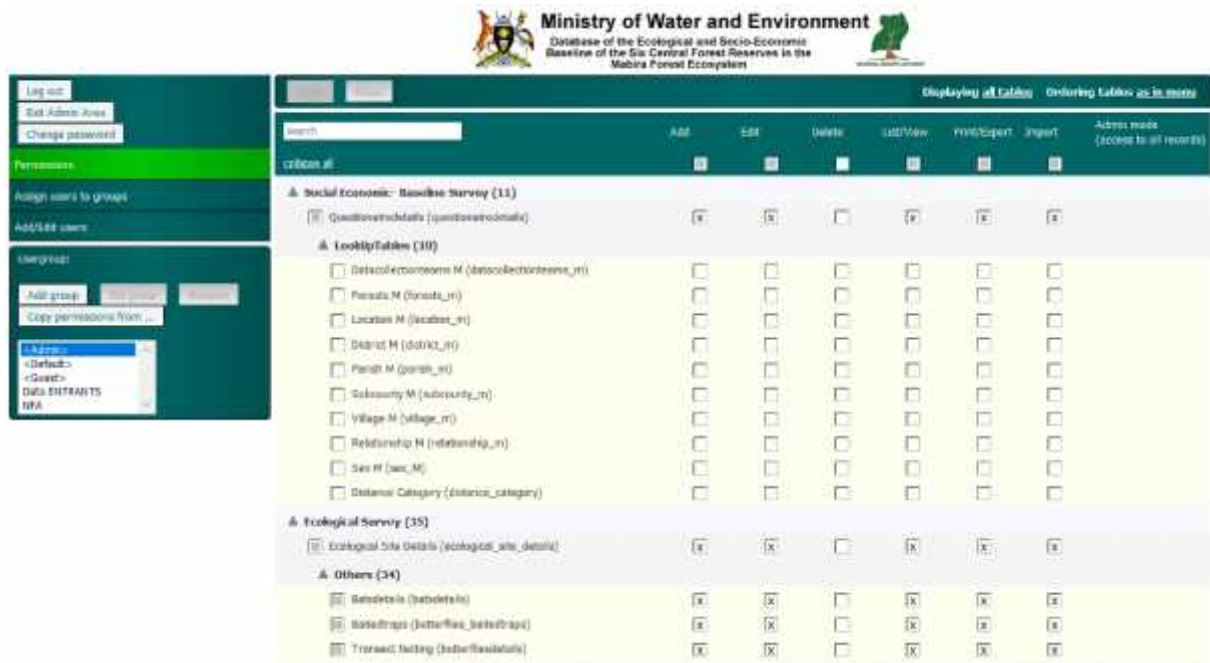 Ministry of Water and Environment
Database of the Ecological and Socio-Economic
Baseline of the Six Central Forest Reserves in the
Mabira Forest Ecosystem
Log out
Exit Admin Area
Change password
Permissions
Assign users to groups
Add/Edit users
Usergroup:
Add group
Copy permissions from ...
<Admin>
<Default>
<Guest>
Data ENTRANTS
NFA
Displaying all tables Ordering tables as in menu
search Add Edit Delete List/View Print/Export Import Admin mode
(access to all records)
collapse all
Social Economic- Baseline Survey (11)
Questionairedetails (questionairedetails)
LookUpTables (10)
Datacollectionteams M (datacollectionteams_m)
Forests M (forests_m)
Location M (location_m)
District M (district_m)
Parish M (parish_m)
Subcounty M (subcounty_m)
Village M (village_m)
Relationship M (relationship_m)
Sex M (sex_M)
Distance Category (distance_category)
Ecological Survey (35)
Ecological Site Details (ecological_site_details)
Others (34)
Batsdetails (batsdetails)
Baitedtraps (butterflies_baitedtraps)
Transect Netting (butterfliesdetails)